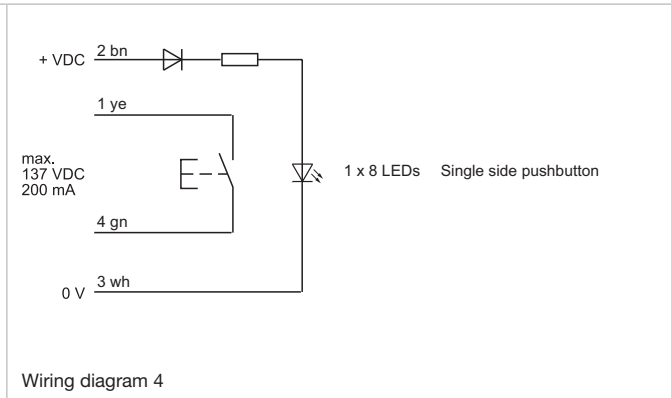 + VDC 2 bn
1 ye
max.
137 VDC
200 mA
1 x 8 LEDs Single side pushbutton
4 gn
0 V 3 wh
Wiring diagram 4